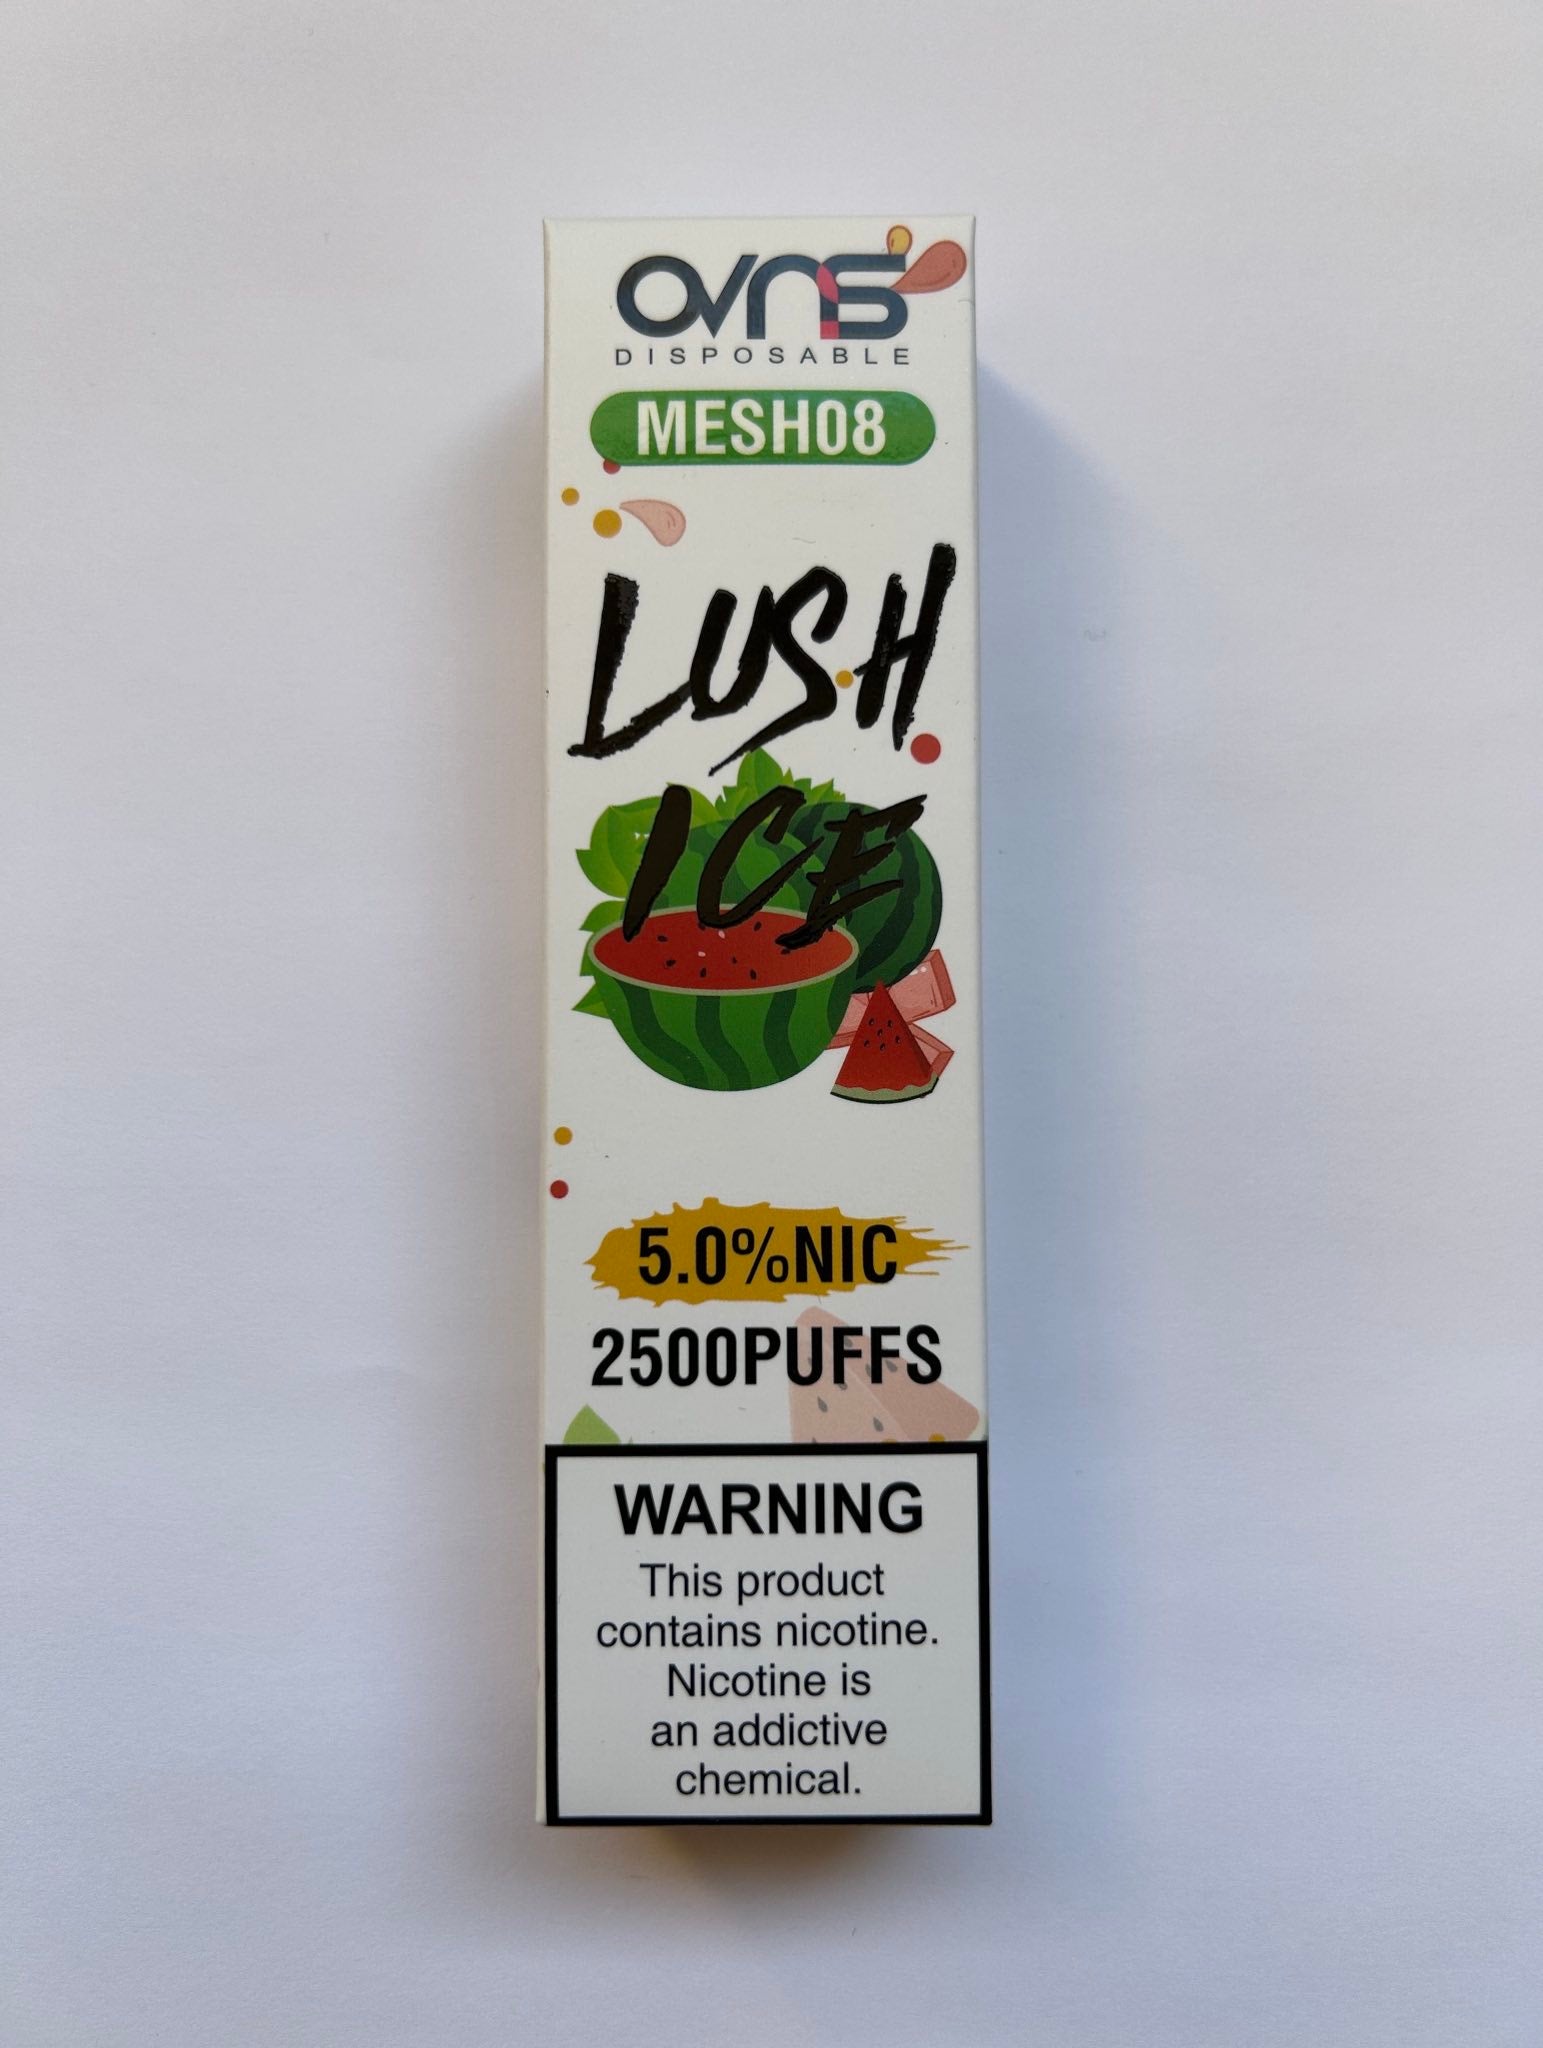 OVNS
DISPOSABLE
MESH08
LUSH
ICE
5.0%NIC
2500PUFFS
WARNING
This product
contains nicotine.
Nicotine is
an addictive
chemical.